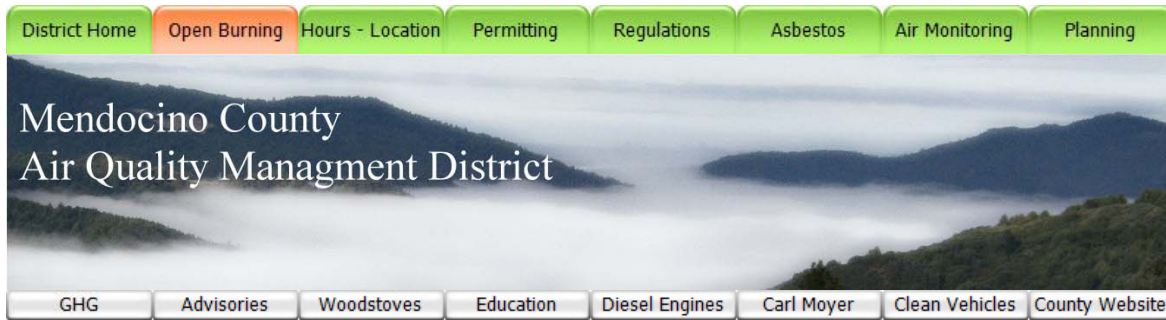 District Home Open Burning Hours - Location Permitting Regulations Asbestos Air Monitoring Planning
Mendocino County
Air Quality Managment District
GHG Advisories Woodstoves Education Diesel Engines Carl Moyer Clean Vehicles County Website